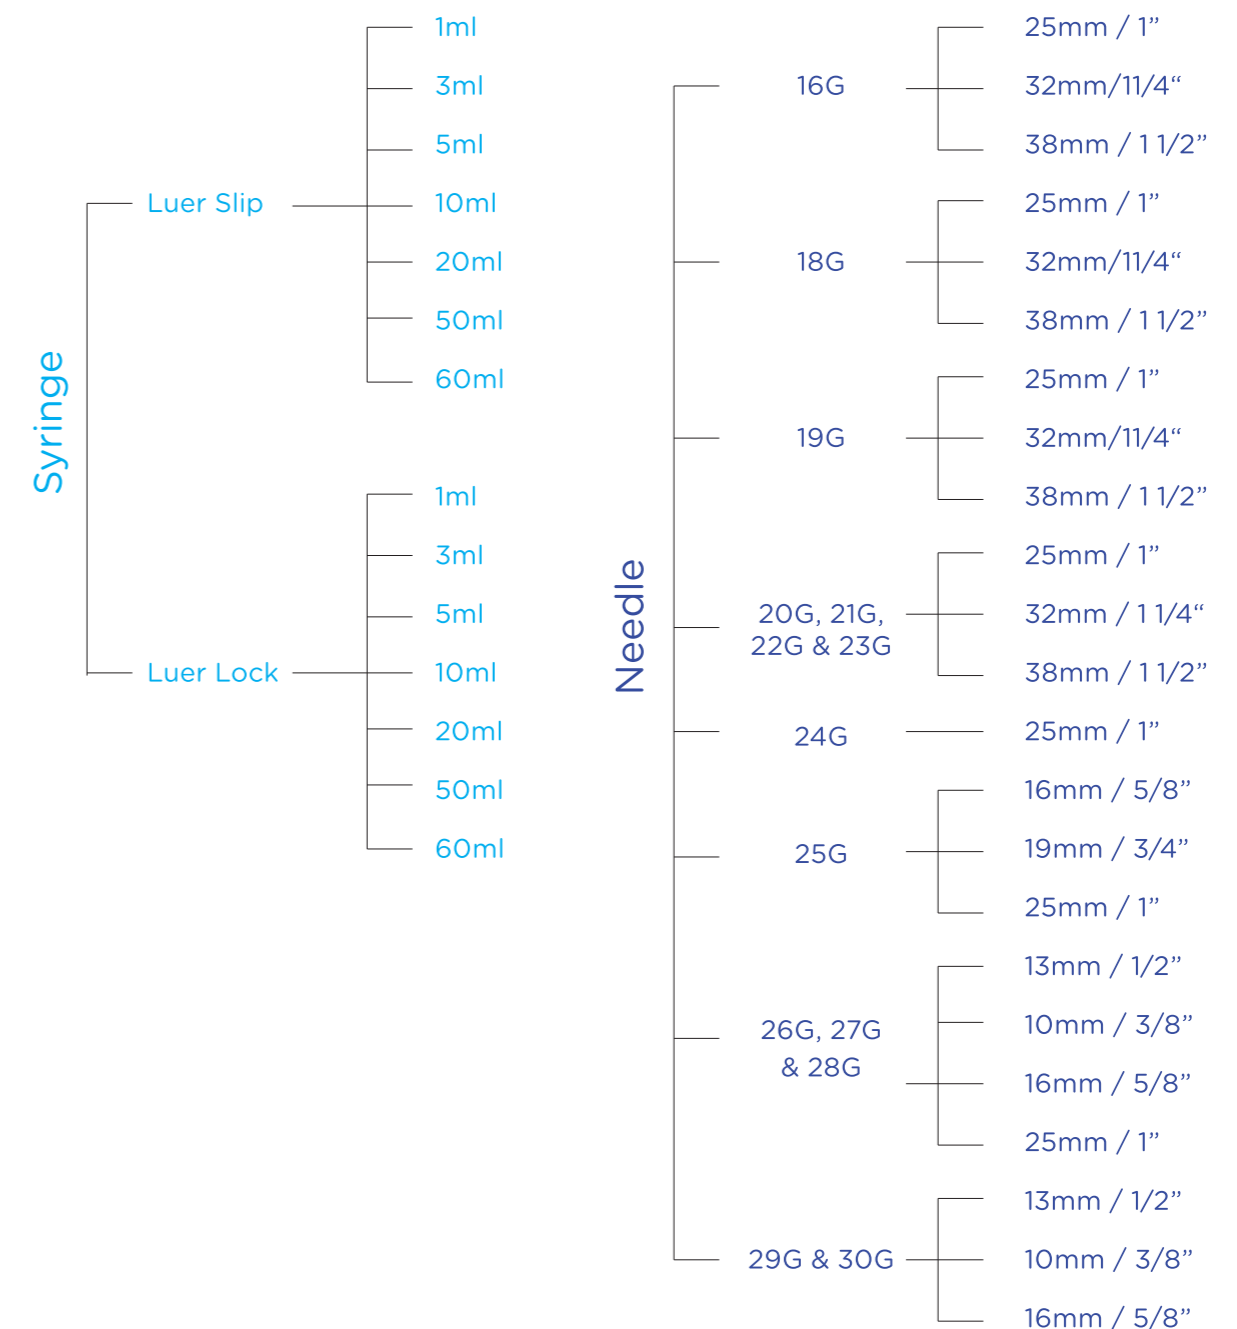 Syringe
Luer Slip
1ml
3ml
5ml
10ml
20ml
50ml
60ml
Luer Lock
1ml
3ml
5ml
10ml
20ml
50ml
60ml
Needle
16G
25mm / 1”
32mm/11/4“
38mm / 1 1/2”
18G
25mm / 1”
32mm/11/4“
38mm / 1 1/2”
19G
25mm / 1”
32mm/11/4“
38mm / 1 1/2”
20G, 21G,
22G & 23G
25mm / 1”
32mm / 1 1/4“
38mm / 1 1/2”
24G
25mm / 1”
25G
16mm / 5/8”
19mm / 3/4”
25mm / 1”
26G, 27G
& 28G
13mm / 1/2”
10mm / 3/8”
16mm / 5/8”
25mm / 1”
29G & 30G
13mm / 1/2”
10mm / 3/8”
16mm / 5/8”